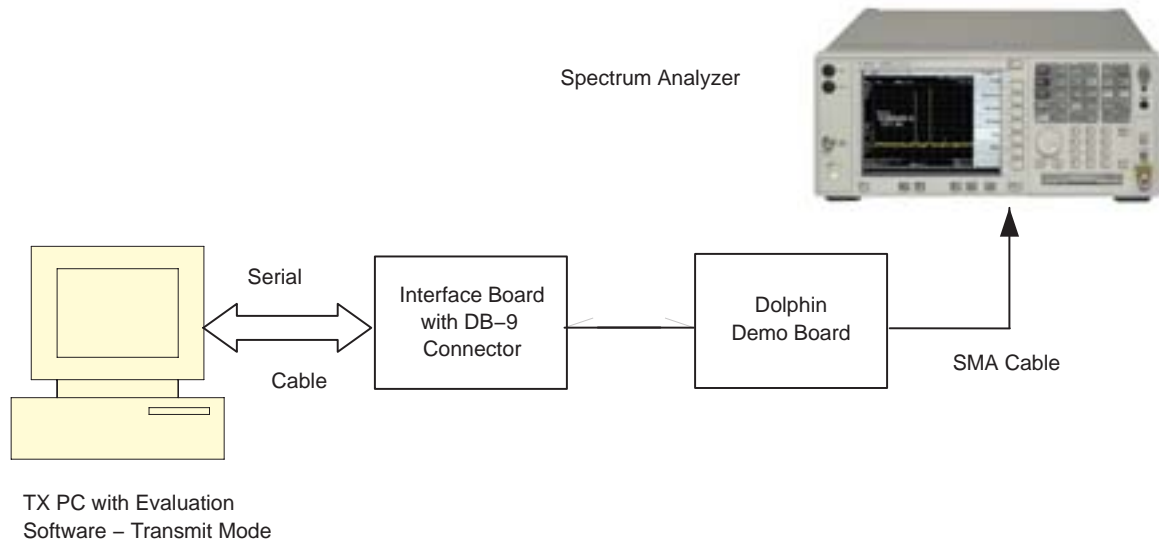 Spectrum Analyzer
Serial
Cable
Interface Board
with DB−9
Connector
Dolphin
Demo Board
SMA Cable
TX PC with Evaluation
Software − Transmit Mode